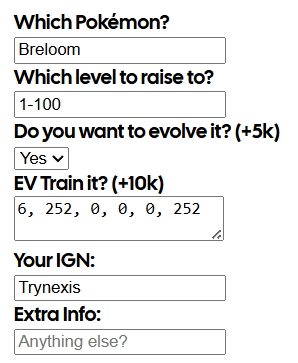 Which Pokémon?
Breloom
Which level to raise to?
1-100
Do you want to evolve it? (+5k)
Yes
EV Train it? (+10k)
6, 252, 0, 0, 0, 252
Your IGN:
Trynexis
Extra Info:
Anything else?